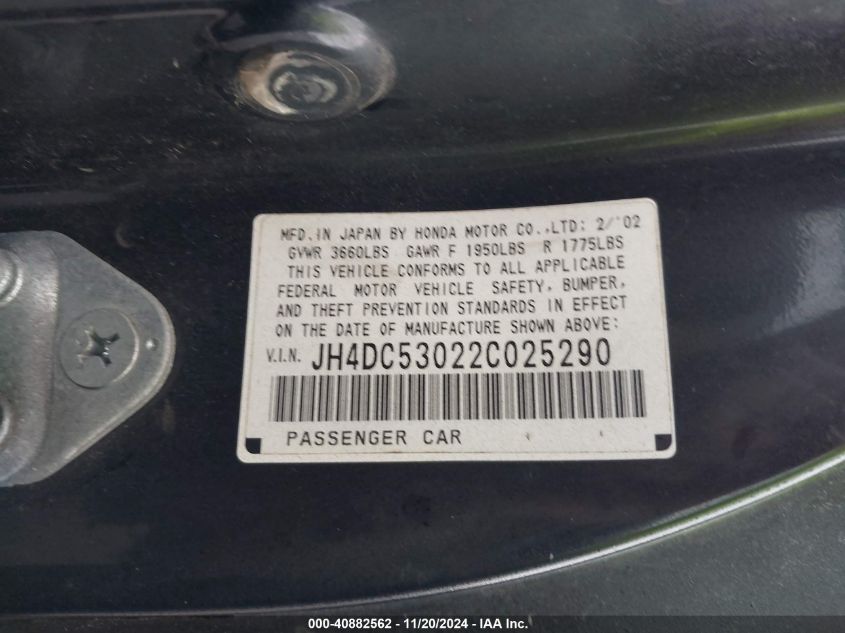 MFD. IN JAPAN BY HONDA MOTOR CO.,LTD: 2/'02
GVWR 3660LBS GAWR F 1950LBS R 1775LBS
THIS VEHICLE CONFORMS TO ALL APPLICABLE
FEDERAL MOTOR VEHICLE SAFETY, BUMPER,
AND THEFT PREVENTION STANDARDS IN EFFECT
ON THE DATE OF MANUFACTURE SHOWN ABOVE:
V.I.N. JH4DC53022C025290
PASSENGER CAR
000-40882562 - 11/20/2024 - IAA Inc.